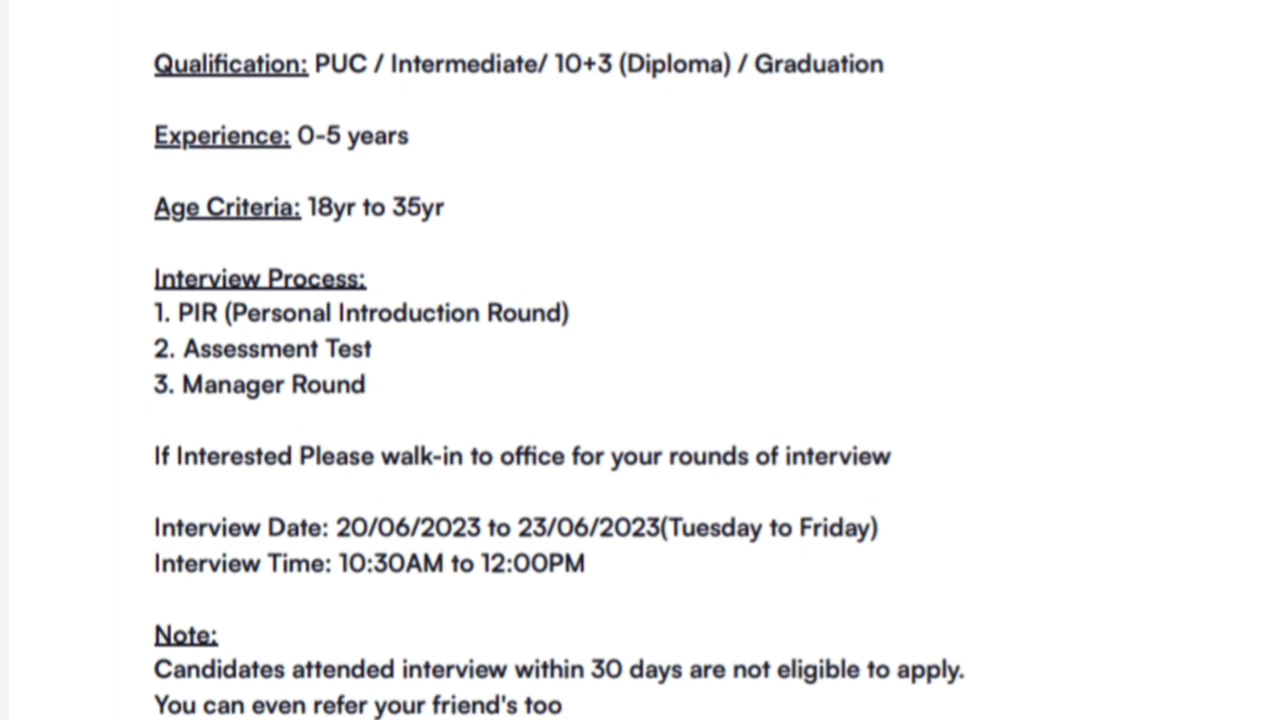 Qualification: PUC / Intermediate/ 10+3 (Diploma) / Graduation
Experience: 0-5 years
Age Criteria: 18yr to 35yr
Interview Process:
1. PIR (Personal Introduction Round)
2. Assessment Test
3. Manager Round
If Interested Please walk-in to office for your rounds of interview
Interview Date: 20/06/2023 to 23/06/2023(Tuesday to Friday)
Interview Time: 10:30AM to 12:00PM
Note:
Candidates attended interview within 30 days are not eligible to apply.
You can even refer your friend's too